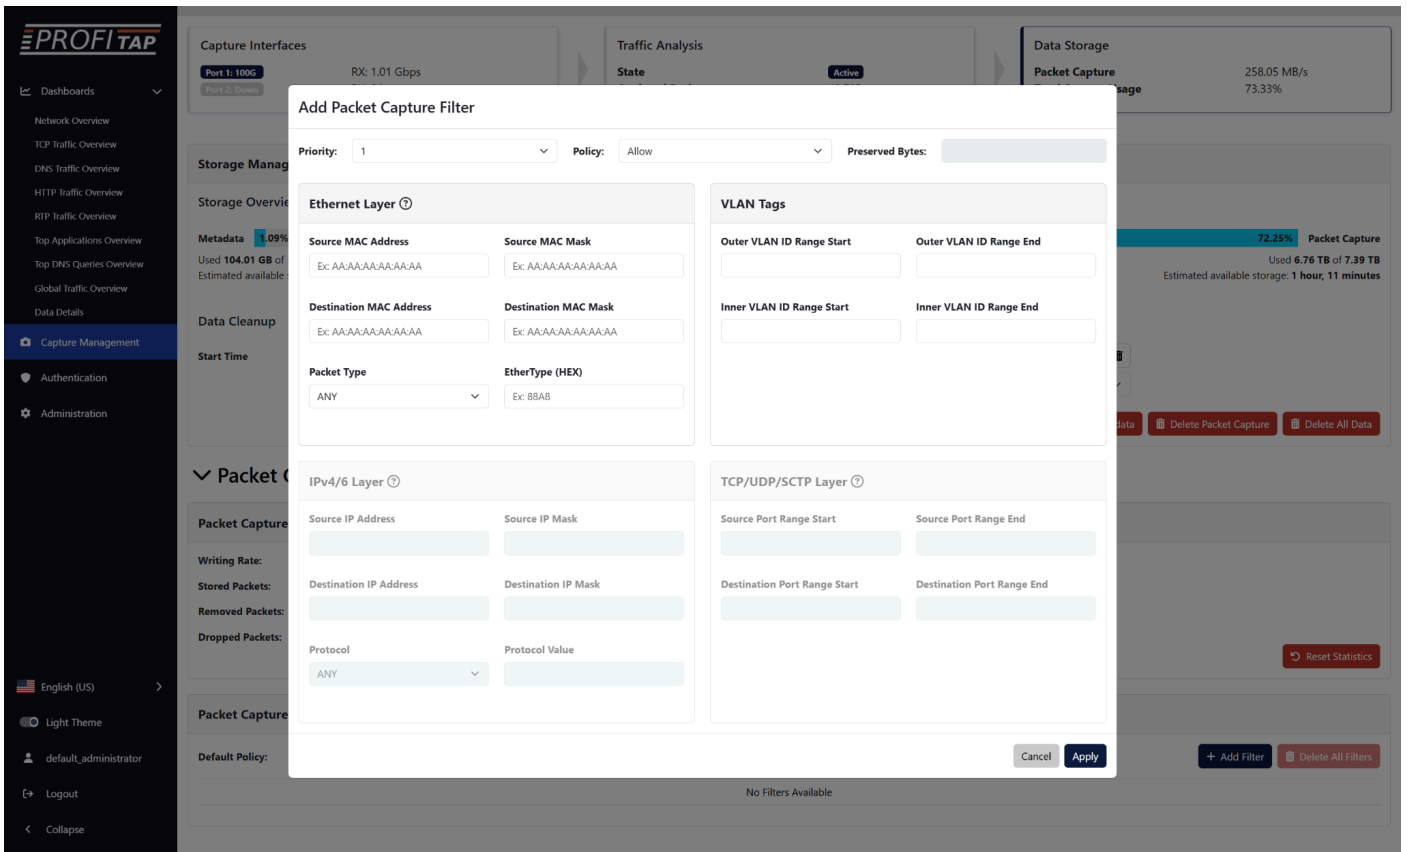 PROFITAP
Dashboards
Network Overview
TCP Traffic Overview
DNS Traffic Overview
HTTP Traffic Overview
RTP Traffic Overview
Top Applications Overview
Top DNS Queries Overview
Global Traffic Overview
Data Details
Capture Management
Authentication
Administration
English (US)
Light Theme
default_administrator
Logout
Collapse
Capture Interfaces
Port 1: 100G RX: 1.01 Gbps
Port 2: Down
Traffic Analysis
State Active
Data Storage
Packet Capture 258.05 MB/s
Usage 73.33%
Storage Manag
Storage Overvie
Metadata 1.09%
Used 104.01 GB of
Estimated available
72.25% Packet Capture
Used 6.76 TB of 7.39 TB
Estimated available storage: 1 hour, 11 minutes
Data Cleanup
Start Time
Delete Packet Capture Delete All Data
Packet
Packet Capture
Writing Rate:
Stored Packets:
Removed Packets:
Dropped Packets:
Reset Statistics
Packet Capture
Default Policy:
Add Filter Delete All Filters
No Filters Available
Add Packet Capture Filter
Priority: 1 Policy: Allow Preserved Bytes:
Ethernet Layer ?
Source MAC Address Source MAC Mask
Ex: AA:AA:AA:AA:AA:AA Ex: AA:AA:AA:AA:AA:AA
Destination MAC Address Destination MAC Mask
Ex: AA:AA:AA:AA:AA:AA Ex: AA:AA:AA:AA:AA:AA
Packet Type EtherType (HEX)
ANY Ex: 88A8
VLAN Tags
Outer VLAN ID Range Start Outer VLAN ID Range End
Inner VLAN ID Range Start Inner VLAN ID Range End
IPv4/6 Layer ?
Source IP Address Source IP Mask
Destination IP Address Destination IP Mask
Protocol Protocol Value
ANY
TCP/UDP/SCTP Layer ?
Source Port Range Start Source Port Range End
Destination Port Range Start Destination Port Range End
Cancel Apply